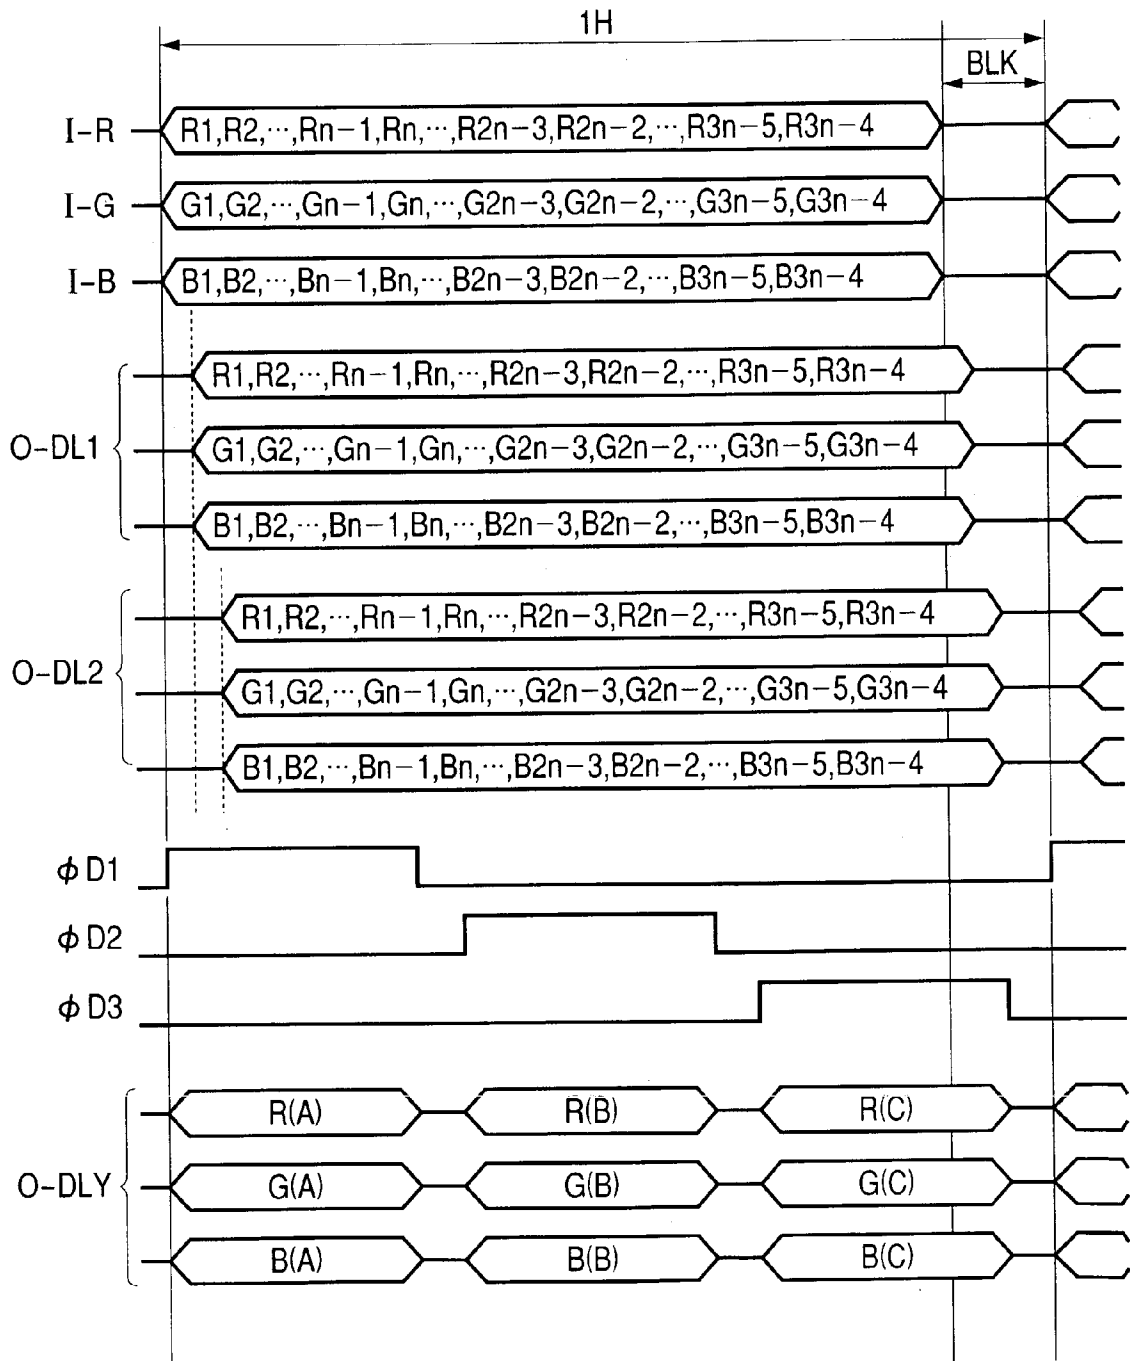 1H
BLK
I-R R1,R2,···,Rn-1,Rn,···,R2n-3,R2n-2,···,R3n-5,R3n-4
I-G G1,G2,···,Gn-1,Gn,···,G2n-3,G2n-2,···,G3n-5,G3n-4
I-B B1,B2,···,Bn-1,Bn,···,B2n-3,B2n-2,···,B3n-5,B3n-4
R1,R2,···,Rn-1,Rn,···,R2n-3,R2n-2,···,R3n-5,R3n-4
O-DL1 G1,G2,···,Gn-1,Gn,···,G2n-3,G2n-2,···,G3n-5,G3n-4
B1,B2,···,Bn-1,Bn,···,B2n-3,B2n-2,···,B3n-5,B3n-4
R1,R2,···,Rn-1,Rn,···,R2n-3,R2n-2,···,R3n-5,R3n-4
O-DL2 G1,G2,···,Gn-1,Gn,···,G2n-3,G2n-2,···,G3n-5,G3n-4
B1,B2,···,Bn-1,Bn,···,B2n-3,B2n-2,···,B3n-5,B3n-4
φD1
φD2
φD3
R(A) R(B) R(C)
O-DLY G(A) G(B) G(C)
B(A) B(B) B(C)